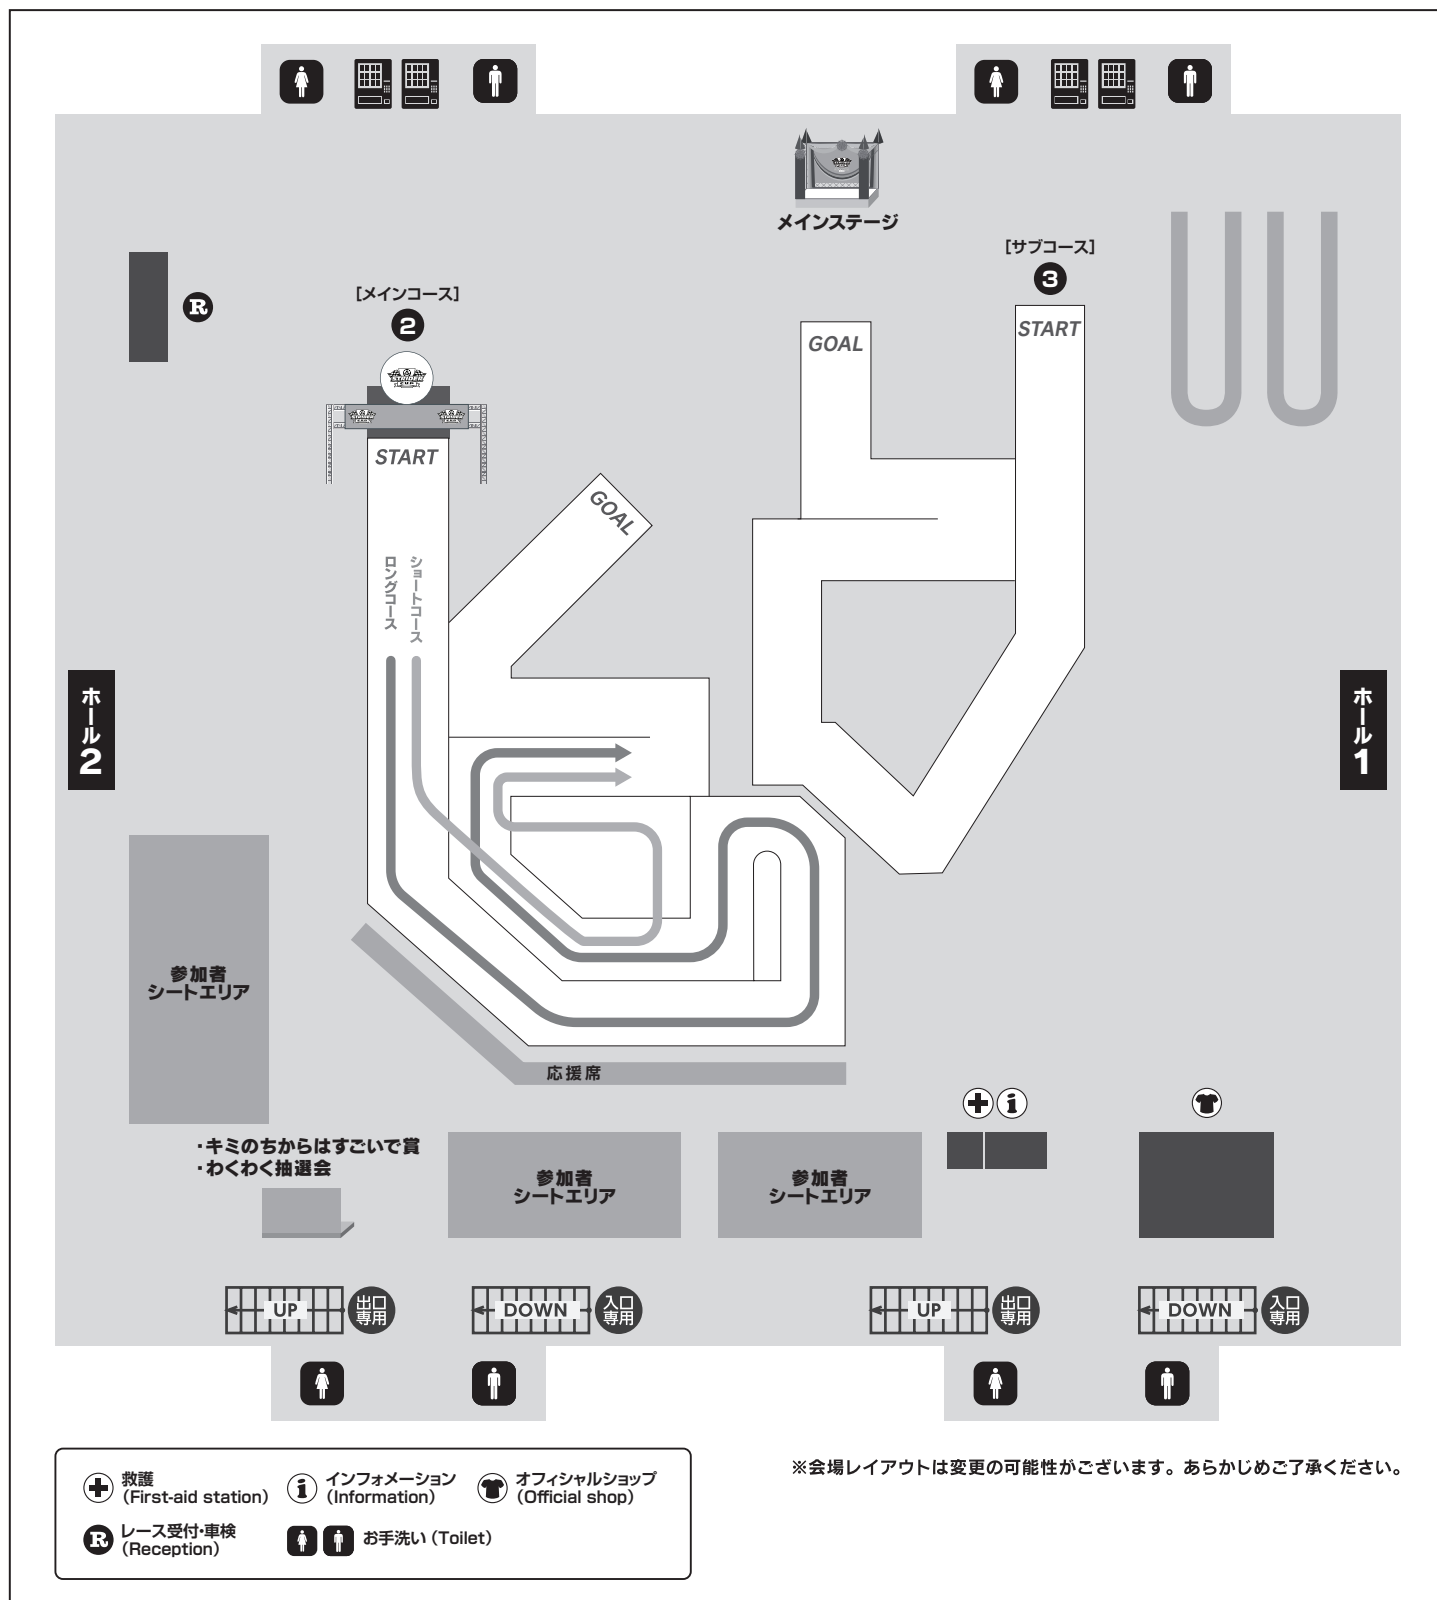 メインステージ
[サブコース]
3
START
GOAL
[メインコース]
2
R
STRIDER
START
GOAL
ロングコース
ショートコース
ホール2
ホール1
参加者
シートエリア
応援席
・キミのちからはすごいで賞
・わくわく抽選会
参加者
シートエリア
参加者
シートエリア
i
UP
出口
専用
DOWN
入口
専用
UP
出口
専用
DOWN
入口
専用
救護
(First-aid station)
i
インフォメーション
(Information)
オフィシャルショップ
(Official shop)
R
レース受付・車検
(Reception)
お手洗い (Toilet)
※会場レイアウトは変更の可能性がございます。あらかじめご了承ください。